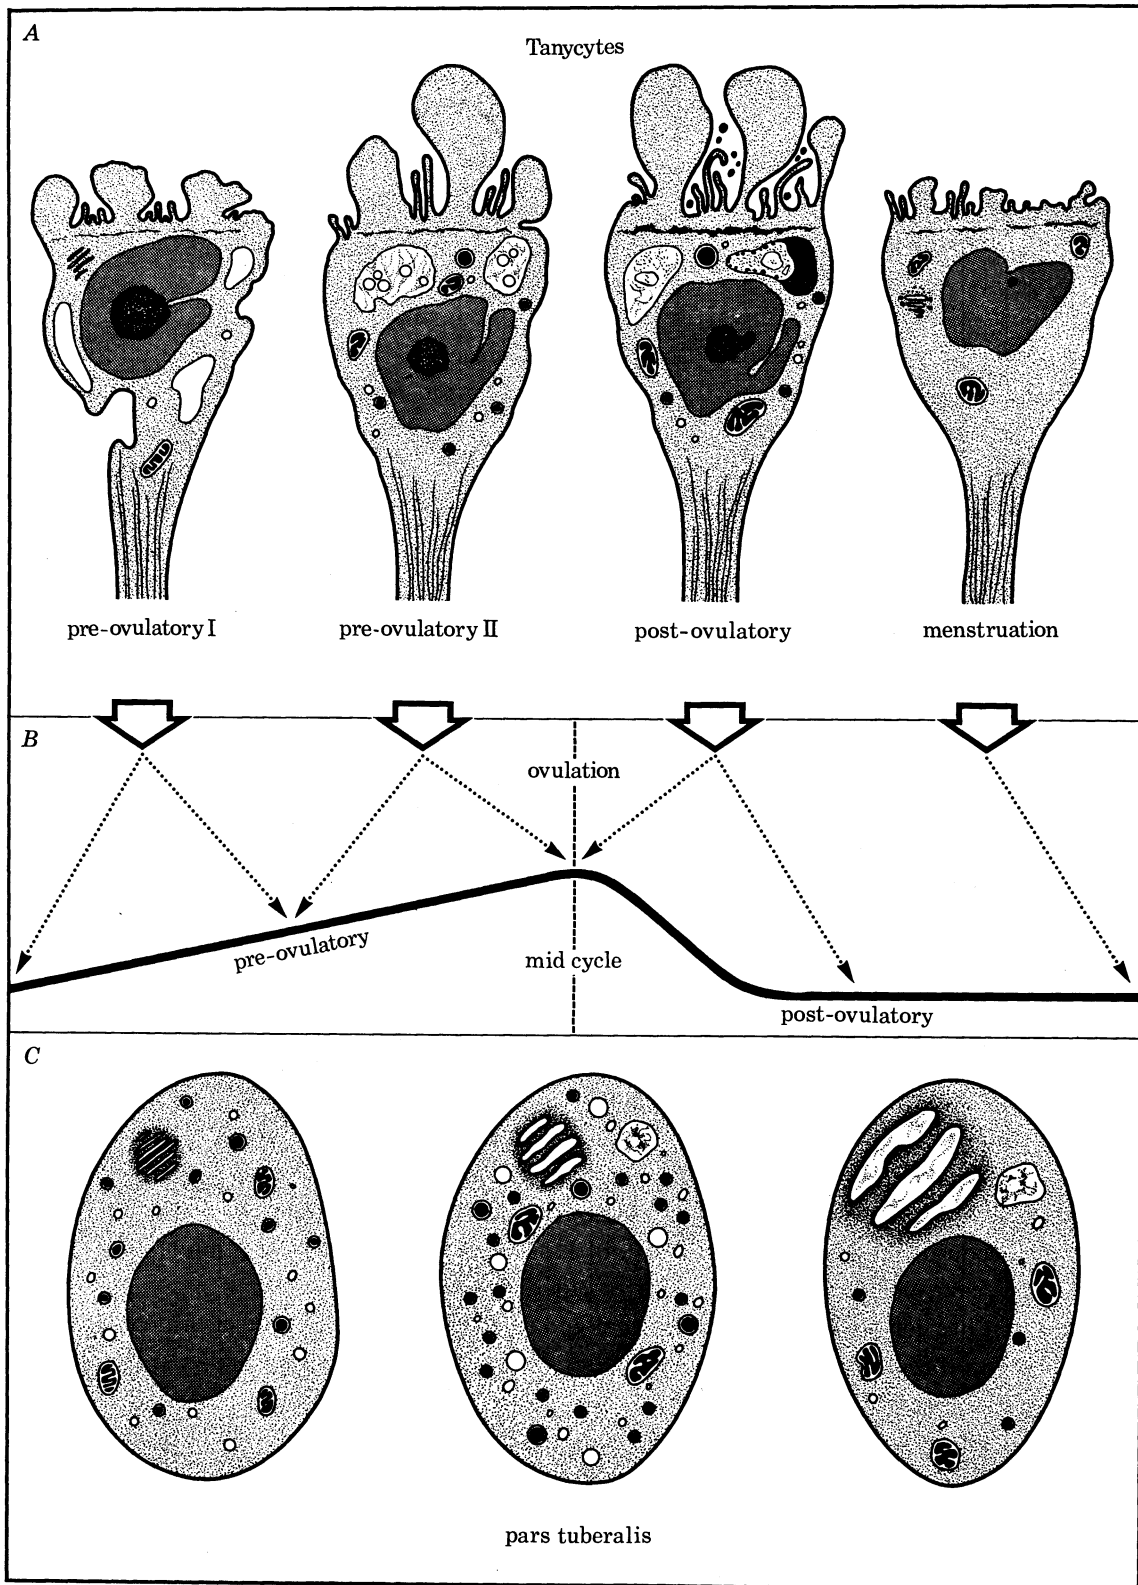 A
Tanycytes
pre-ovulatory I
pre-ovulatory II
post-ovulatory
menstruation
B
ovulation
pre-ovulatory
mid cycle
post-ovulatory
C
pars tuberalis